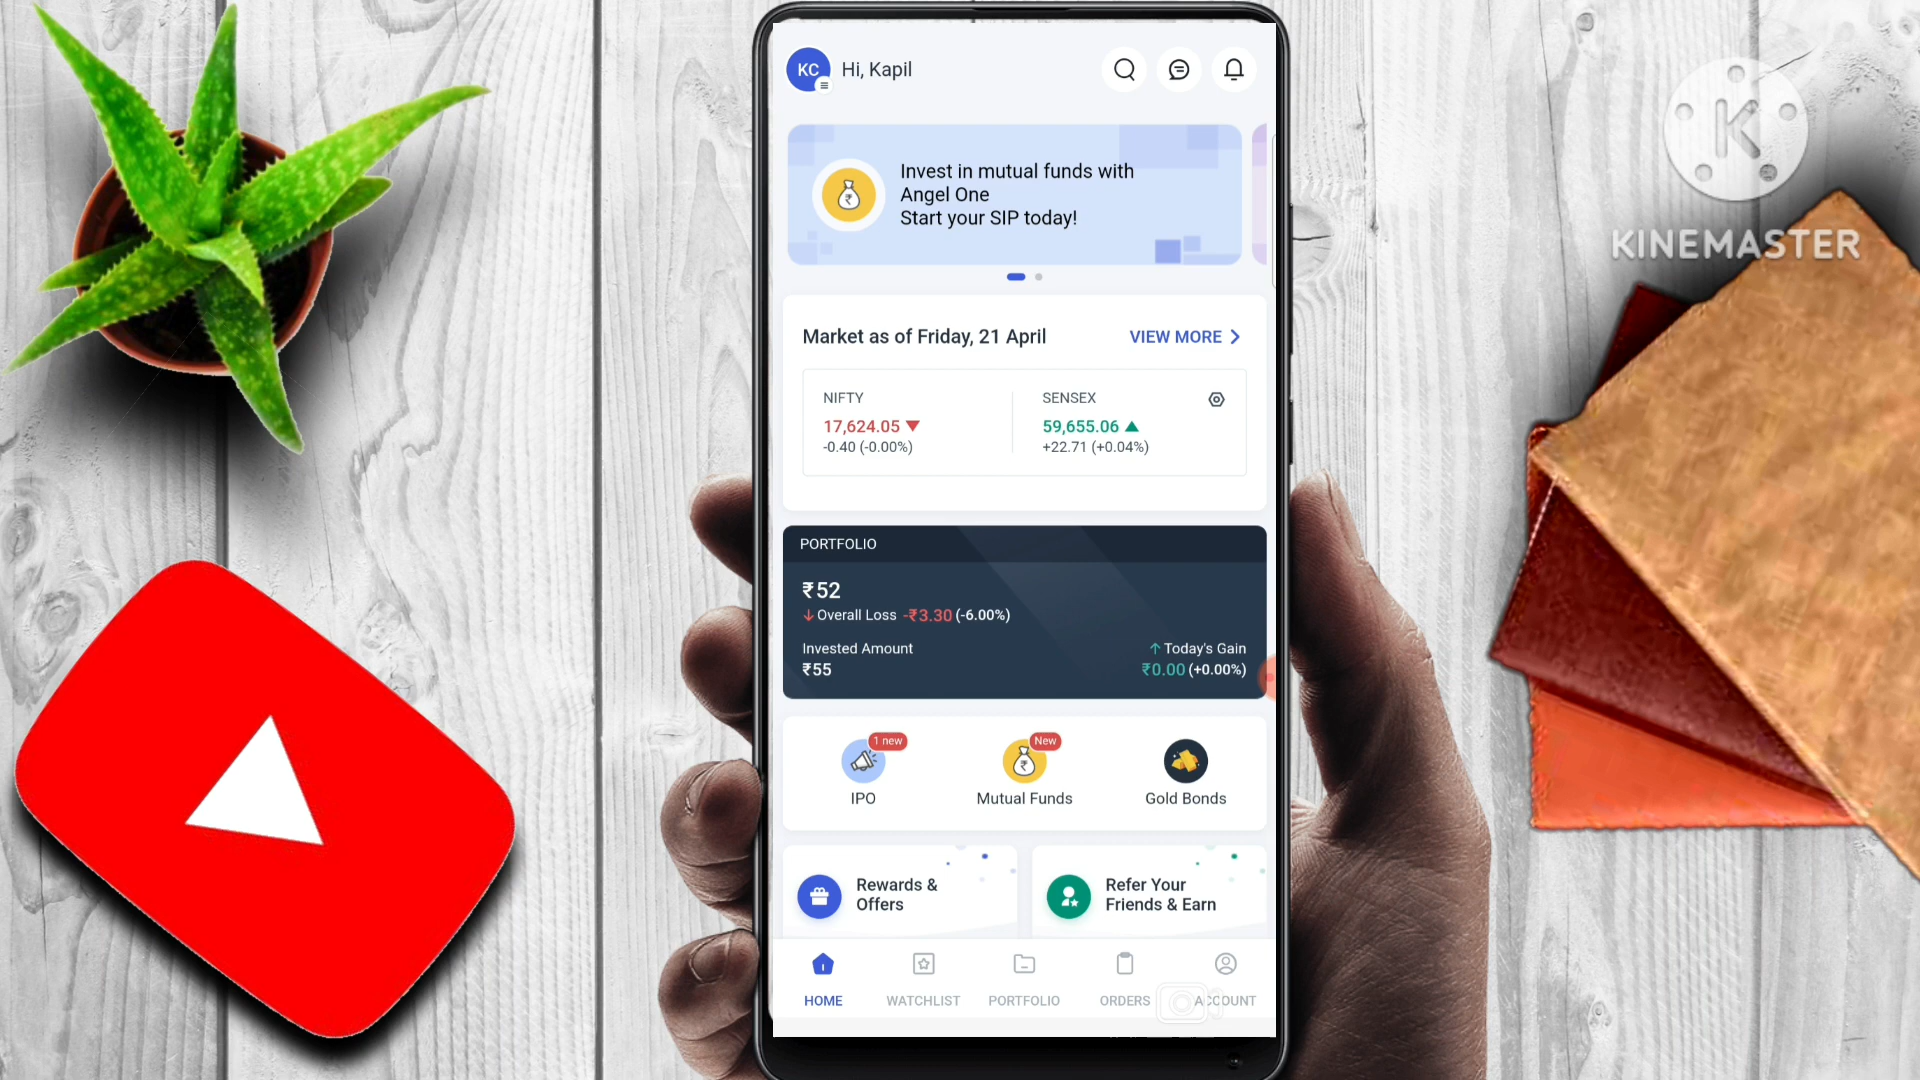 KC
Hi, Kapil
Invest in mutual funds with
Angel One
Start your SIP today!
Market as of Friday, 21 April
VIEW MORE
NIFTY
17,624.05
-0.40 (-0.00%)
SENSEX
59,655.06
+22.71 (+0.04%)
PORTFOLIO
₹52
Overall Loss -₹3.30 (-6.00%)
Invested Amount
₹55
Today's Gain
₹0.00 (+0.00%)
1 new
IPO
New
Mutual Funds
Gold Bonds
Rewards &
Offers
Refer Your
Friends & Earn
HOME
WATCHLIST
PORTFOLIO
ORDERS
ACCOUNT
K
KINEMASTER